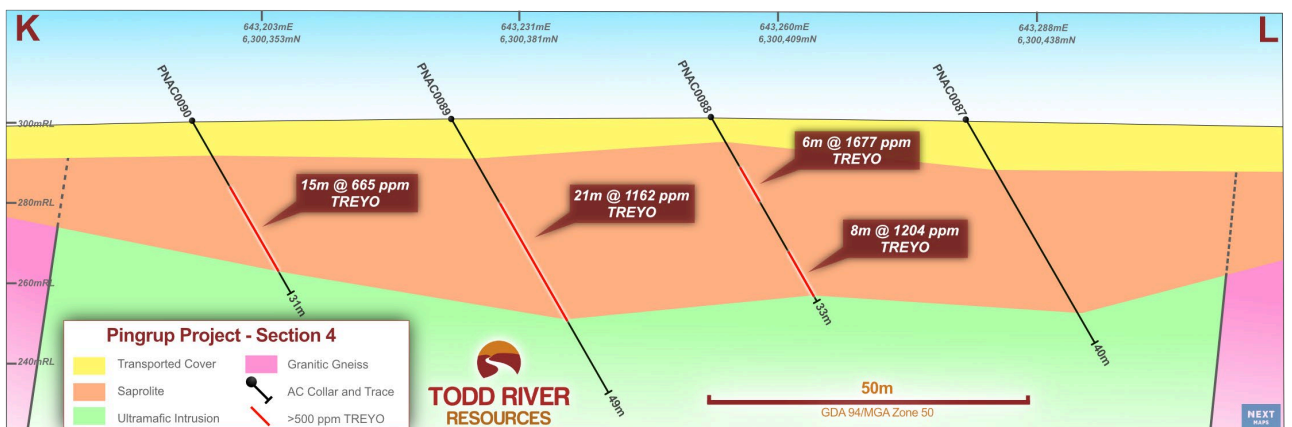 K
L
643,203mE
6,300,353mN
643,231mE
6,300,381mN
643,260mE
6,300,409mN
643,288mE
6,300,438mN
PNAC0090
PNAC0089
PNAC0088
PNAC0087
300mRL
280mRL
260mRL
240mRL
6m @ 1677 ppm
TREYO
15m @ 665 ppm
TREYO
21m @ 1162 ppm
TREYO
8m @ 1204 ppm
TREYO
31m
49m
33m
40m
Pingrup Project - Section 4
Transported Cover
Granitic Gneiss
Saprolite
AC Collar and Trace
Ultramafic Intrusion
>500 ppm TREYO
TODD RIVER
RESOURCES
50m
GDA 94/MGA Zone 50
NEXT
MAPS